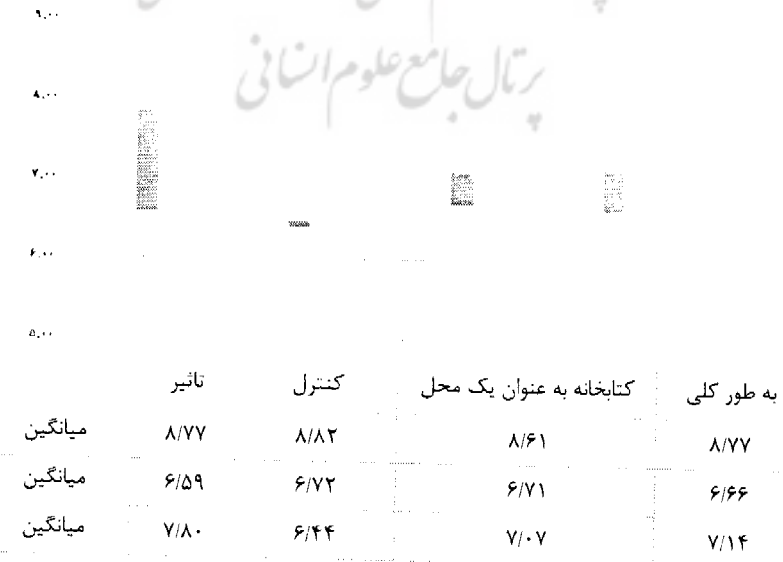 پرتال جامع علوم انسانی
۹.۰۰
۸.۰۰
۷.۰۰
۶.۰۰
۵.۰۰
تاثیر کنترل کتابخانه به عنوان یک محل به طور کلی
میانگین ۸/۷۷ ۸/۸۲ ۸/۶۱ ۸/۷۷
میانگین ۶/۵۹ ۶/۷۲ ۶/۷۱ ۶/۶۶
میانگین ۷/۸۰ ۶/۴۴ ۷/۰۷ ۷/۱۴